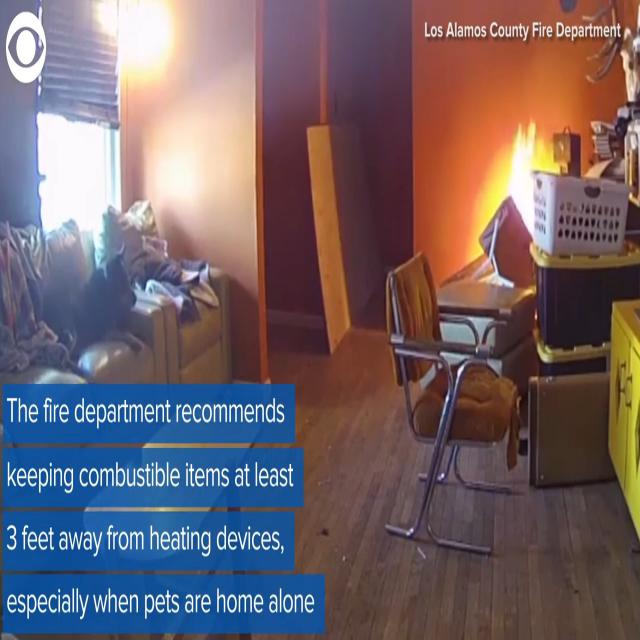 Los Alamos County Fire Department
The fire department recommends
keeping combustible items at least
3 feet away from heating devices,
especially when pets are home alone